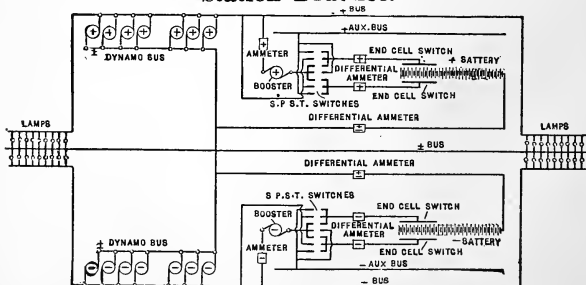 + BUS
+AUX.BUS
AMMETER
END CELL SWITCH
± DYNAMO BUS
+ BATTERY
DIFFERENTIAL
AMMETER
BOOSTER
END CELL SWITCH
S.P S.T. SWITCHES
DIFFERENTIAL AMMETER
LAMPS
LAMPS
± BUS
DIFFERENTIAL AMMETER
S P.S.T. SWITCHES
END CELL SWITCH
BOOSTER
DIFFERENTIAL
AMMETER
± DYNAMO BUS
AMMETER
- BATTERY
END CELL SWITCH
- AUX BUS
- BUS